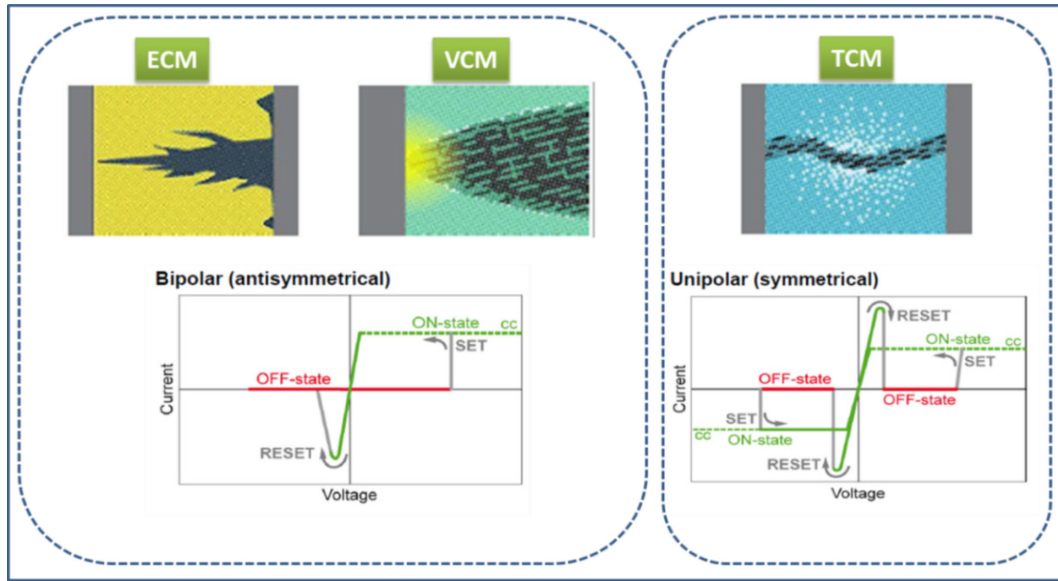 ECM
VCM
TCM
Bipolar (antisymmetrical)
ON-state
cc
SET
OFF-state
RESET
Current
Voltage
Unipolar (symmetrical)
RESET
ON-state
cc
SET
OFF-state
OFF-state
SET
cc
ON-state
RESET
Current
Voltage